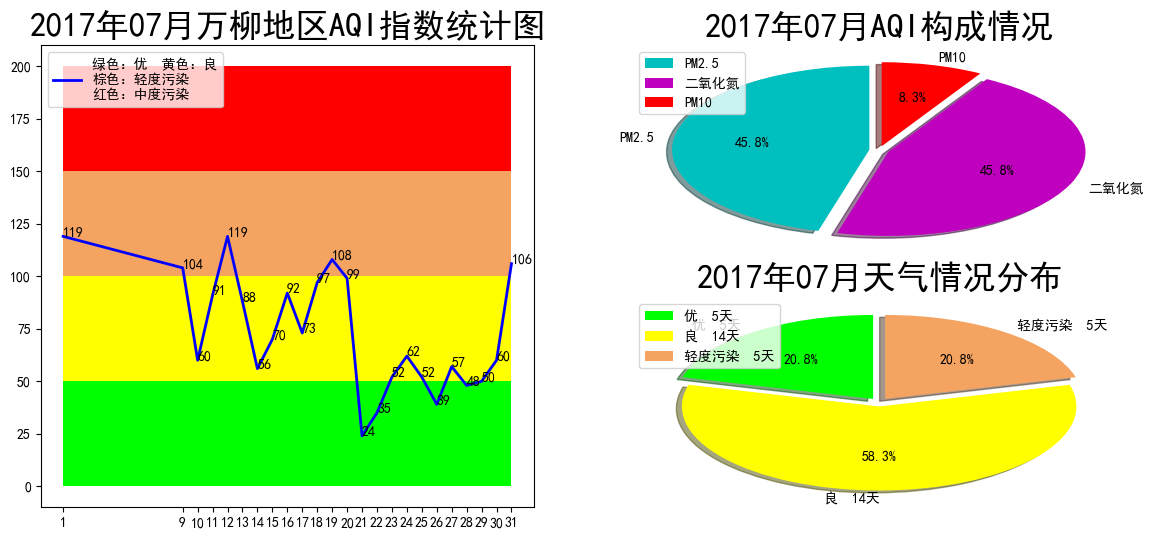 2017年07月万柳地区AQI指数统计图
绿色：优　黄色：良
棕色：轻度污染
红色：中度污染
200
175
150
125
100
75
50
25
0
119
104
60
91
119
88
56
70
92
73
97
108
99
24
35
52
62
52
39
57
48
50
60
106
1 9 10 11 12 13 14 15 16 17 18 19 20 21 22 23 24 25 26 27 28 29 30 31
2017年07月AQI构成情况
PM2.5
二氧化氮
PM10
PM10
8.3%
PM2.5
45.8%
45.8%
二氧化氮
2017年07月天气情况分布
优　5天
良　14天
轻度污染　5天
优　5天
轻度污染　5天
20.8%
20.8%
58.3%
良　14天